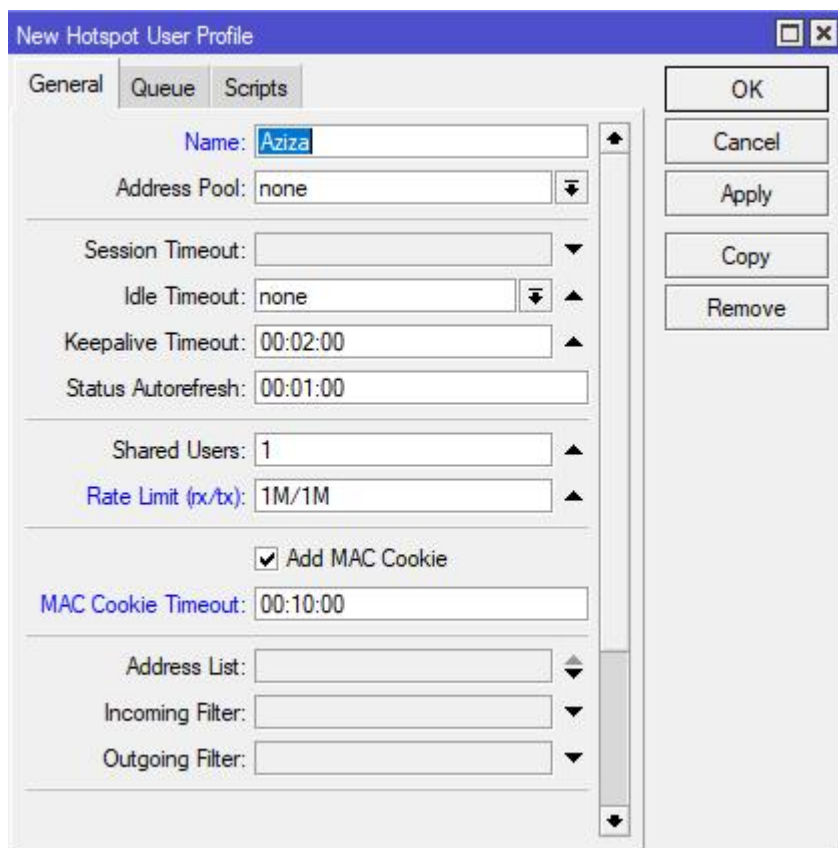 New Hotspot User Profile
General Queue Scripts
Name: Aziza
Address Pool: none
Session Timeout:
Idle Timeout: none
Keepalive Timeout: 00:02:00
Status Autorefresh: 00:01:00
Shared Users: 1
Rate Limit (rx/tx): 1M/1M
Add MAC Cookie
MAC Cookie Timeout: 00:10:00
Address List:
Incoming Filter:
Outgoing Filter:
OK
Cancel
Apply
Copy
Remove